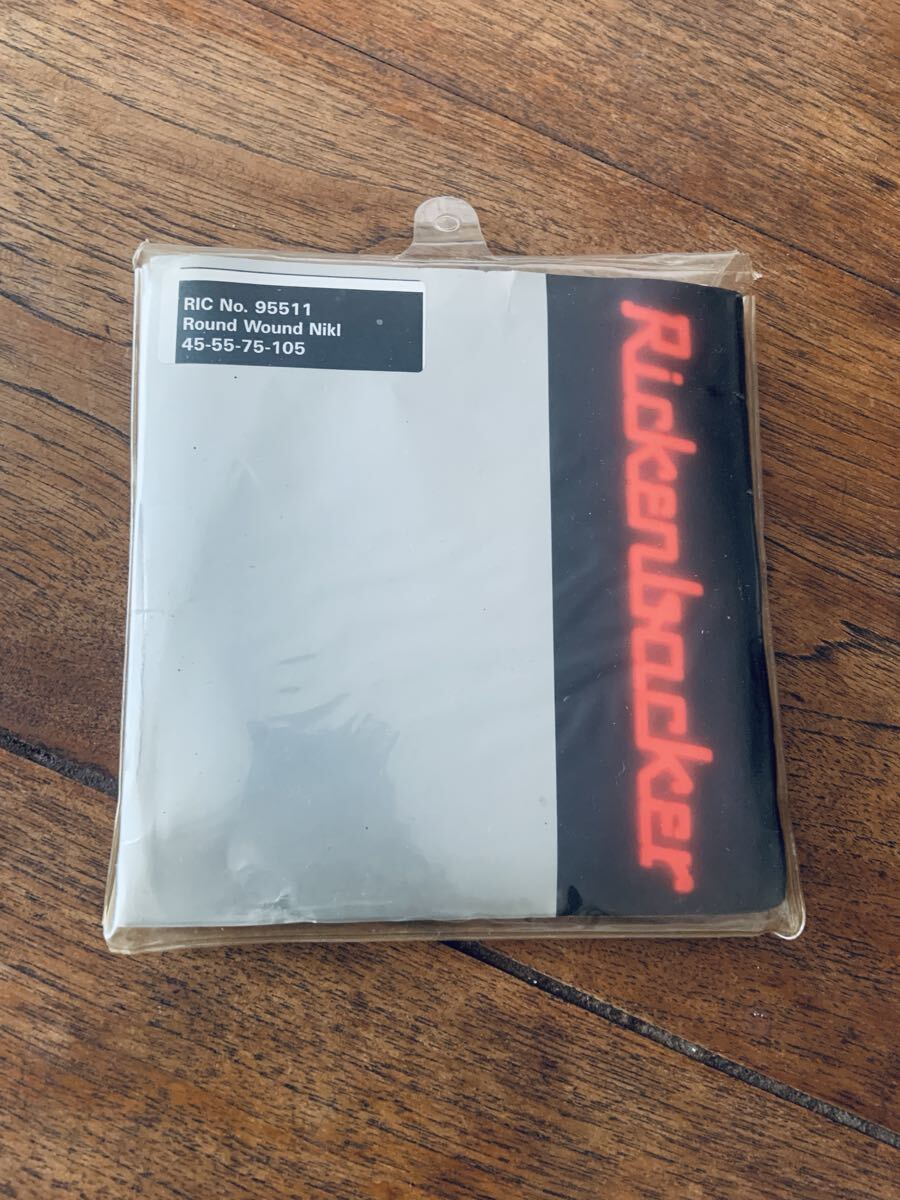 RIC No. 95511
Round Wound Nikl
45-55-75-105
Rickenbacker